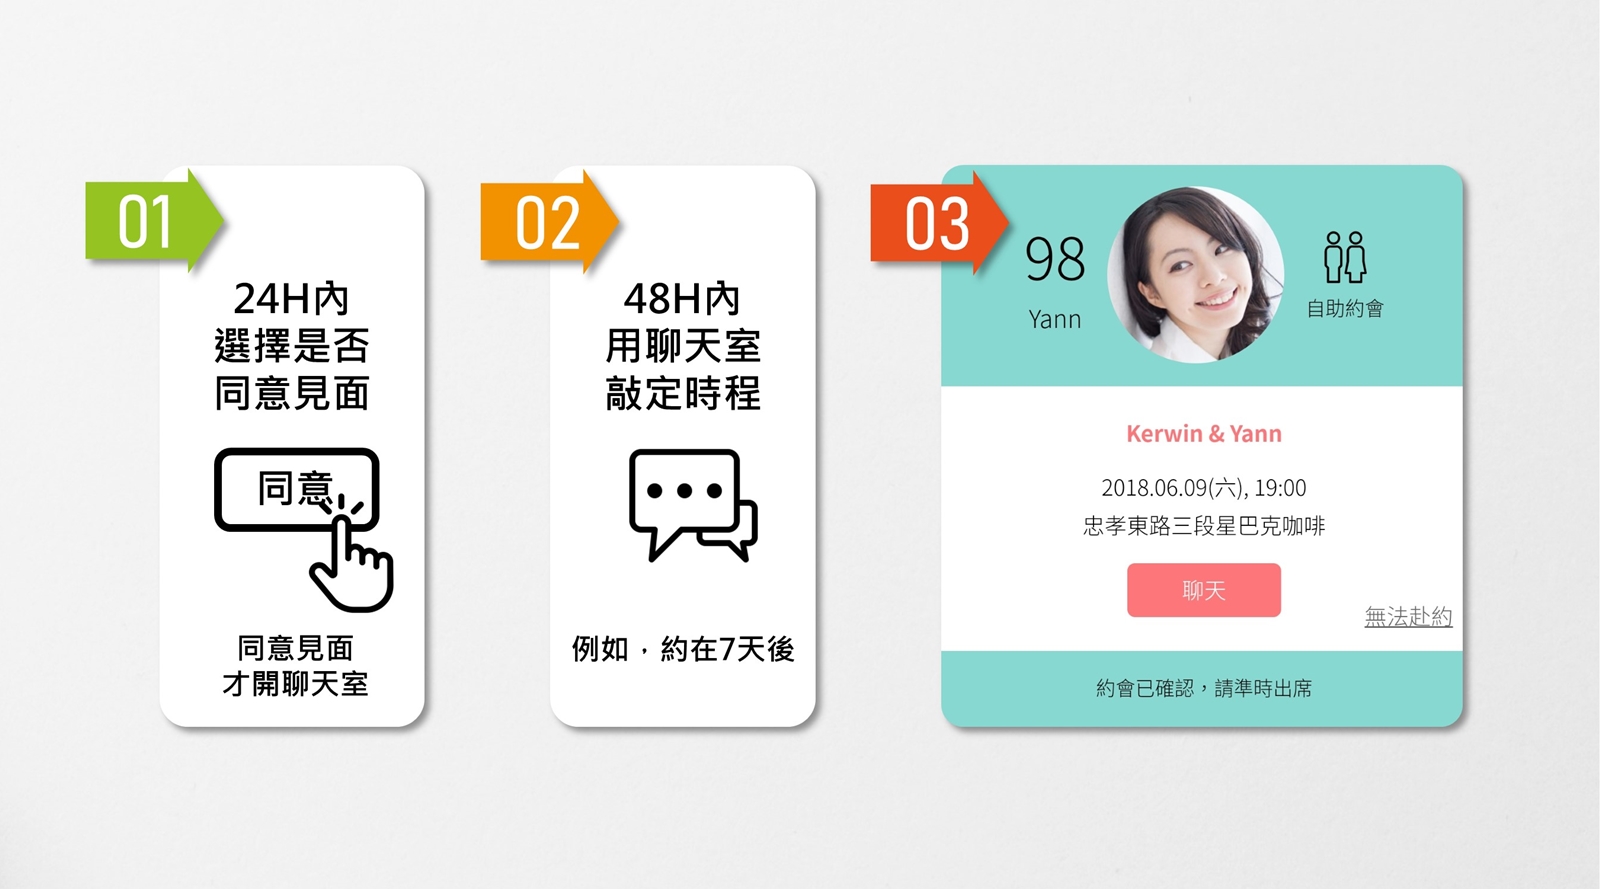 01
24H內
選擇是否
同意見面
同意
同意見面
才開聊天室
02
48H內
用聊天室
敲定時程
例如，約在7天後
03
98
Yann
自助約會
Kerwin & Yann
2018.06.09(六), 19:00
忠孝東路三段星巴克咖啡
聊天
無法赴約
約會已確認，請準時出席